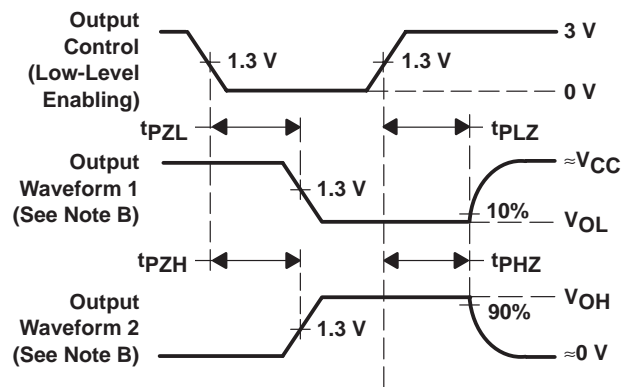 Output
Control
(Low-Level
Enabling)
1.3 V
1.3 V
3 V
0 V
tPZL
tPLZ
Output
Waveform 1
(See Note B)
1.3 V
10%
≈VCC
VOL
tPZH
tPHZ
Output
Waveform 2
(See Note B)
1.3 V
90%
VOH
≈0 V